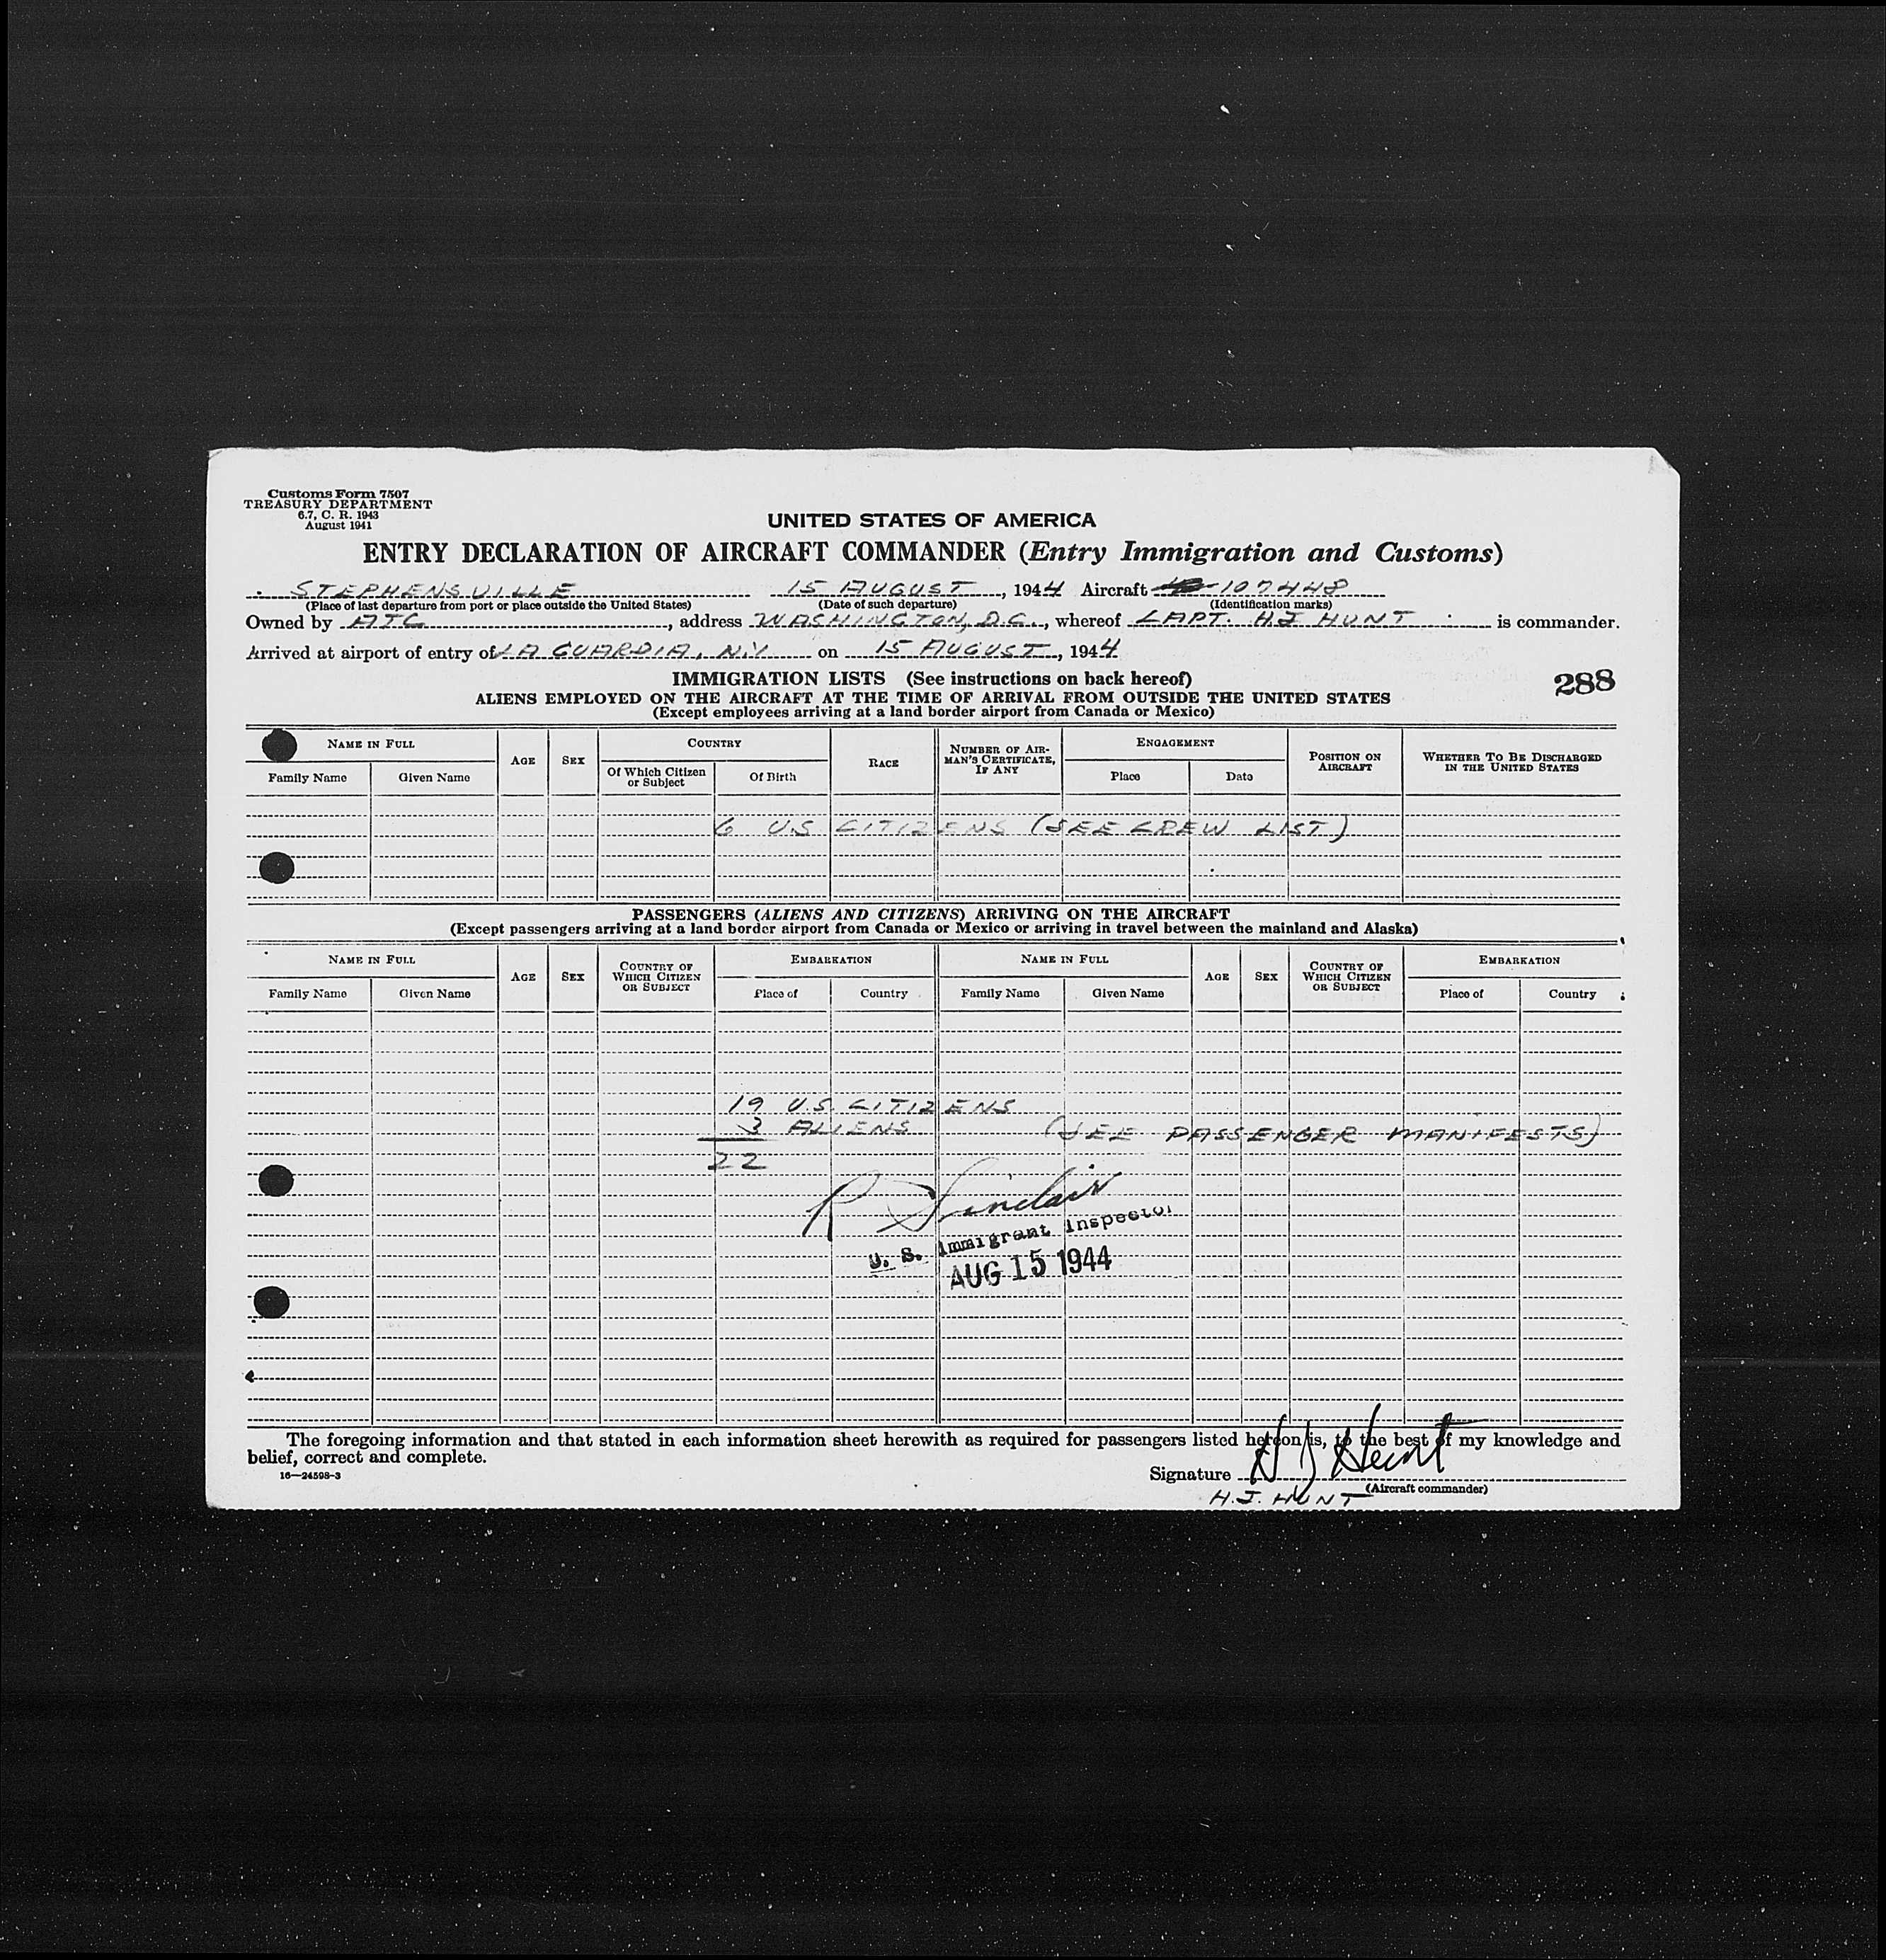 Customs Form 7507
TREASURY DEPARTMENT
6.7, C. R. 1943
August 1941
UNITED STATES OF AMERICA
ENTRY DECLARATION OF AIRCRAFT COMMANDER (Entry Immigration and Customs)
STEPHENSVILLE 15 AUGUST, 1944 Aircraft 107448
(Place of last departure from port or place outside the United States) (Date of such departure) (Identification marks)
Owned by ATC, address WASHINGTON, D.C., whereof CAPT. HJ HUNT is commander.
Arrived at airport of entry of LA GUARDIA, N.Y. on 15 AUGUST, 1944
IMMIGRATION LISTS (See instructions on back hereof)
288
ALIENS EMPLOYED ON THE AIRCRAFT AT THE TIME OF ARRIVAL FROM OUTSIDE THE UNITED STATES
(Except employees arriving at a land border airport from Canada or Mexico)
NAME IN FULL AGE SEX COUNTRY RACE NUMBER OF AIRMAN'S CERTIFICATE, IF ANY ENGAGEMENT POSITION ON AIRCRAFT WHETHER TO BE DISCHARGED IN THE UNITED STATES
Family Name Given Name Of Which Citizen or Subject Of Birth Place Date
6 US CITIZENS (SEE CREW LIST)
PASSENGERS (ALIENS AND CITIZENS) ARRIVING ON THE AIRCRAFT
(Except passengers arriving at a land border airport from Canada or Mexico or arriving in travel between the mainland and Alaska)
NAME IN FULL AGE SEX COUNTRY OF WHICH CITIZEN OR SUBJECT EMBARKATION NAME IN FULL AGE SEX COUNTRY OF WHICH CITIZEN OR SUBJECT EMBARKATION
Family Name Given Name Place of Country Family Name Given Name Place of Country
19 U.S. CITIZENS
3 ALIENS (SEE PASSENGER MANIFESTS)
22
R Sinclair
U. S. Immigrant Inspector
AUG 15 1944
The foregoing information and that stated in each information sheet herewith as required for passengers listed hereon is, to the best of my knowledge and
belief, correct and complete.
16—24598-3
Signature H J Hunt
(Aircraft commander)
H. J. HUNT